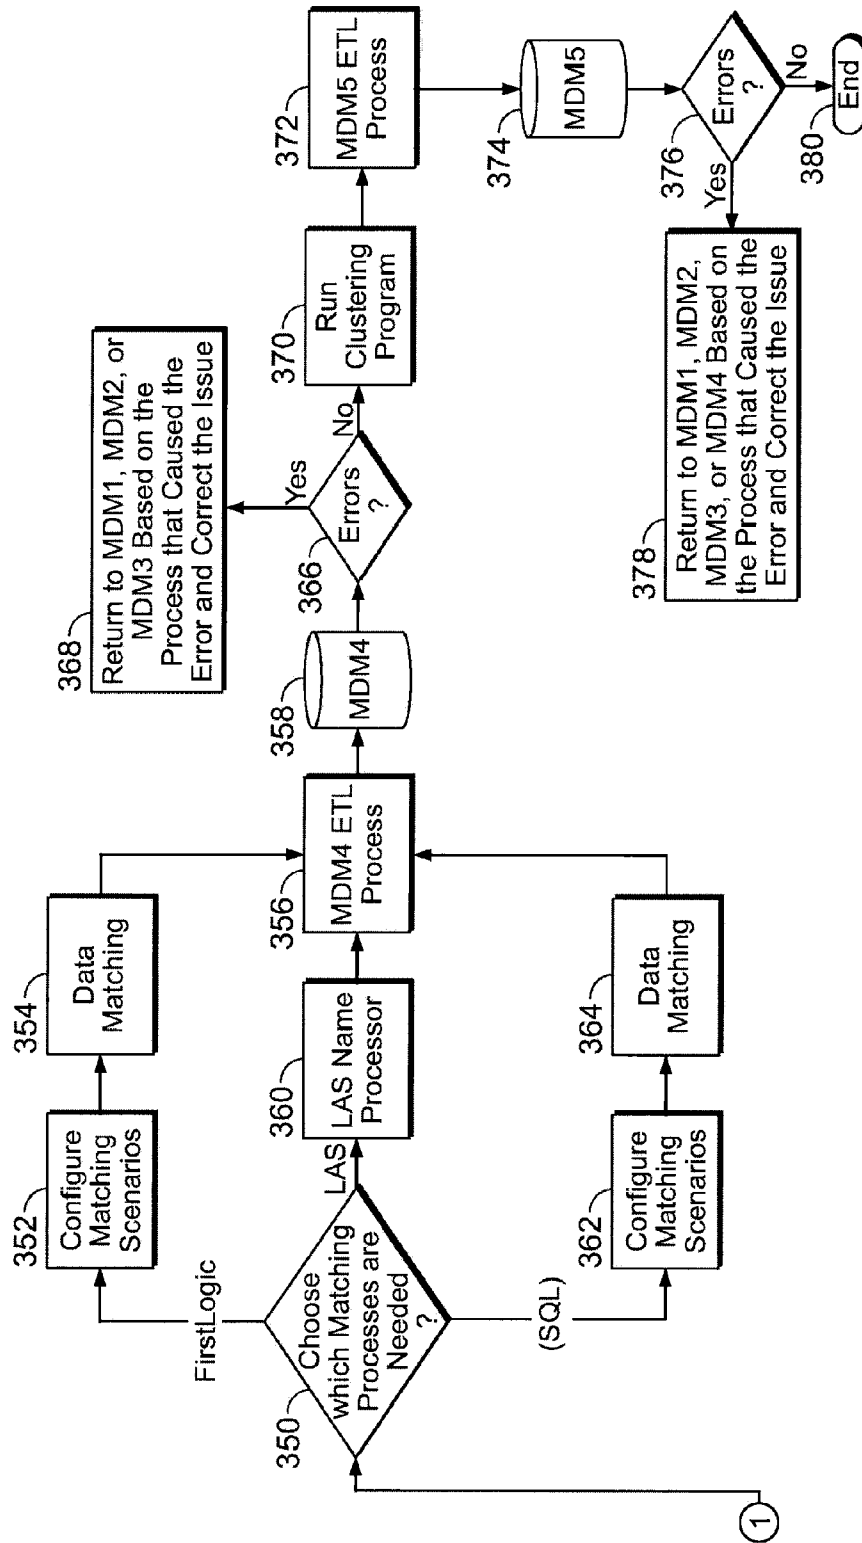 1
350
Choose
which Matching
Processes are
Needed
?
FirstLogic
LAS
(SQL)
352
Configure
Matching
Scenarios
354
Data
Matching
360
LAS Name
Processor
362
Configure
Matching
Scenarios
364
Data
Matching
356
MDM4 ETL
Process
358
MDM4
366
Errors
?
Yes
No
368
Return to MDM1, MDM2, or
MDM3 Based on the
Process that Caused the
Error and Correct the Issue
370
Run
Clustering
Program
372
MDM5 ETL
Process
374
MDM5
376
Errors
?
Yes
No
378
Return to MDM1, MDM2,
MDM3, or MDM4 Based on
the Process that Caused the
Error and Correct the Issue
380
End